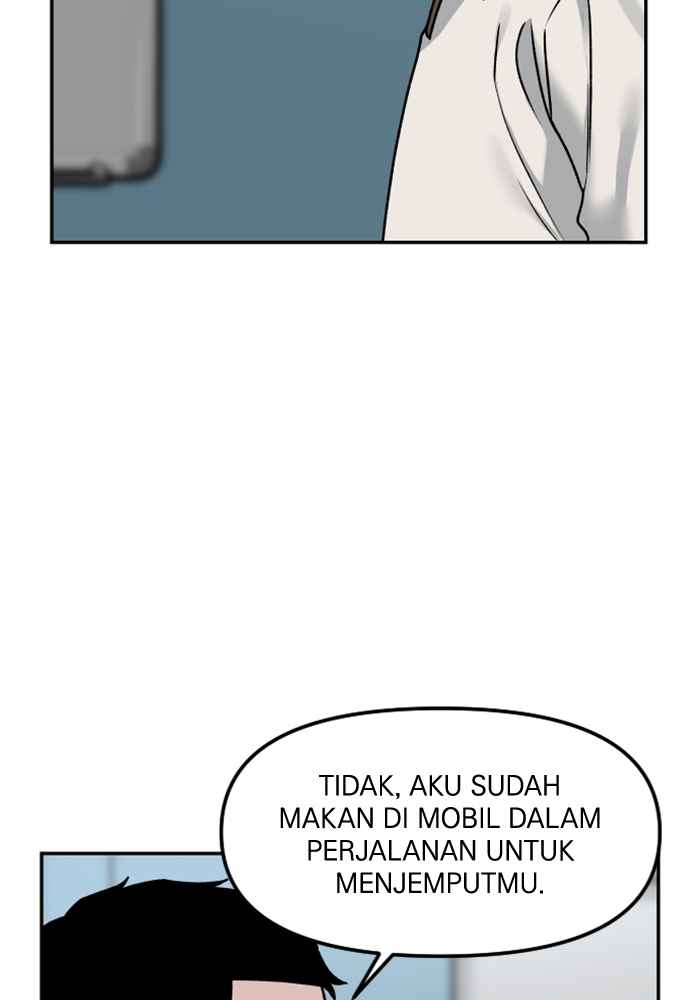 TIDAK, AKU SUDAH
MAKAN DI MOBIL DALAM
PERJALANAN UNTUK
MENJEMPUTMU.